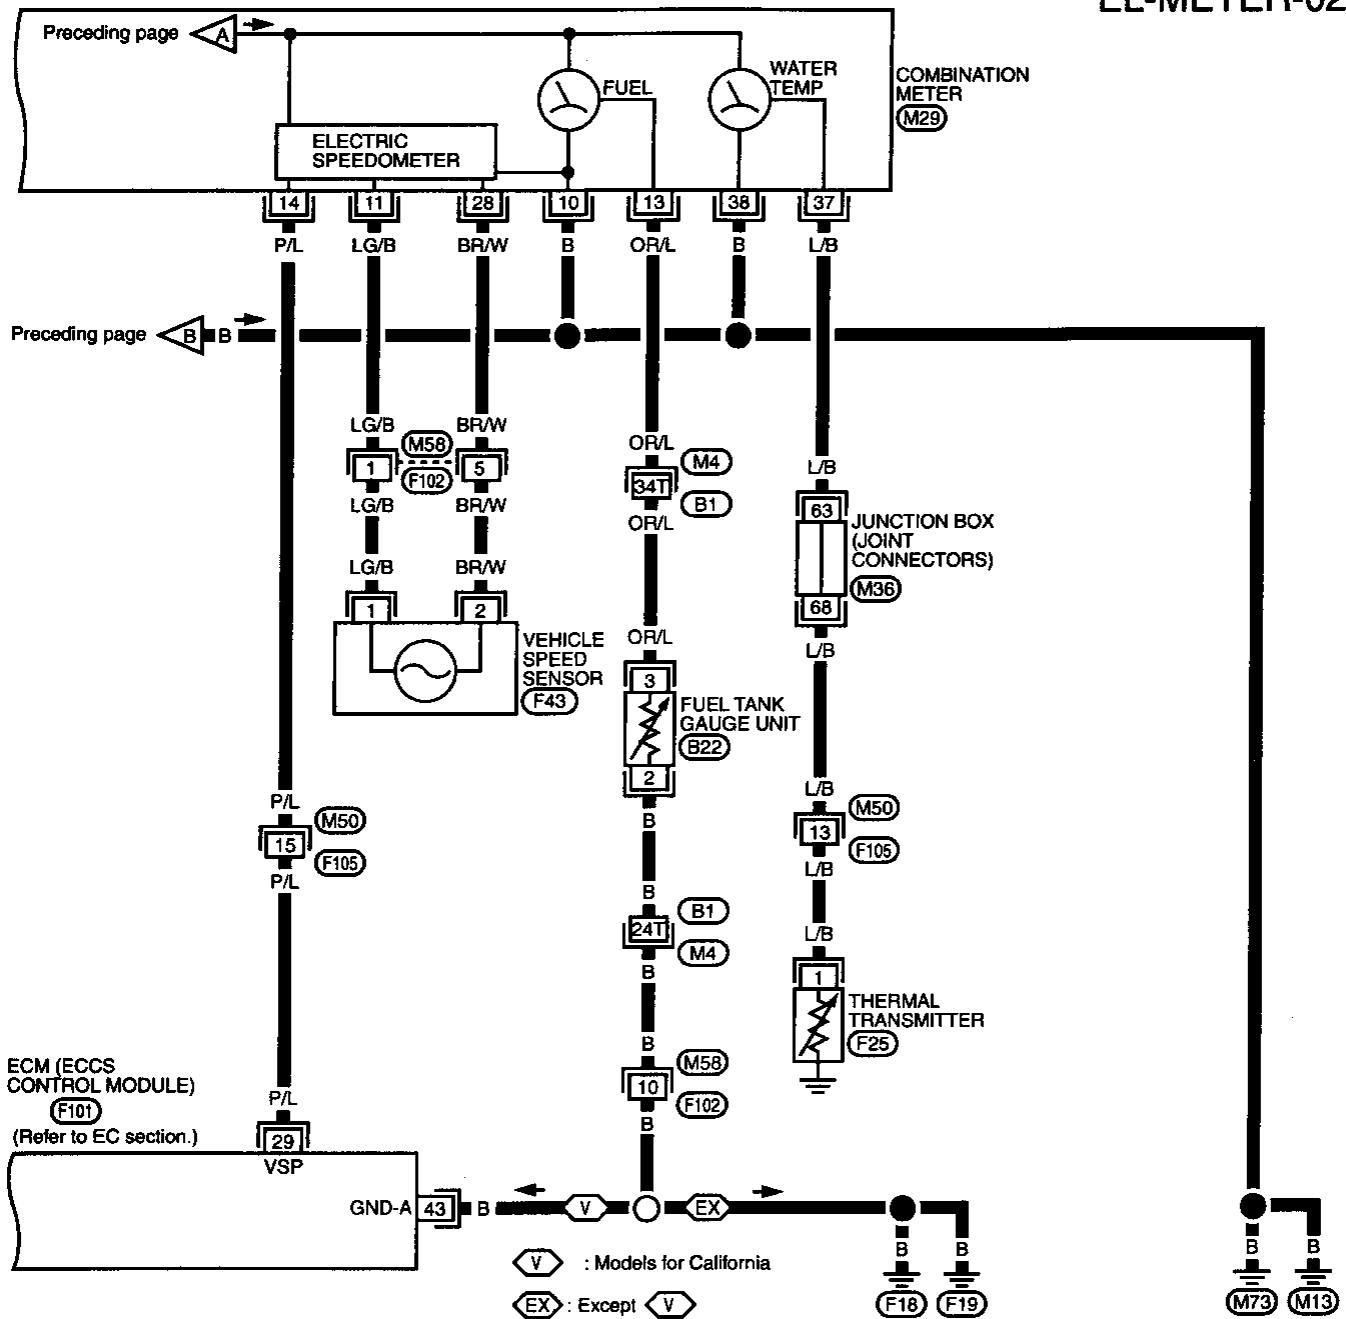 EL-METER-02
Preceding page A
FUEL
WATER
TEMP
COMBINATION
METER
M29
ELECTRIC
SPEEDOMETER
14 11 28 10 13 38 37
P/L LG/B BR/W B OR/L B L/B
Preceding page B B
LG/B BR/W
M58
1 5
F102
LG/B BR/W
LG/B BR/W
1 2
VEHICLE
SPEED
SENSOR
F43
OR/L
M4
34T
B1
OR/L
OR/L
3
FUEL TANK
GAUGE UNIT
B22
2
B
B
B1
24T
M4
B
B
M58
10
F102
B
L/B
63
JUNCTION BOX
(JOINT
CONNECTORS)
M36
68
L/B
L/B
M50
13
F105
L/B
L/B
1
THERMAL
TRANSMITTER
F25
P/L
M50
15
F105
P/L
ECM (ECCS
CONTROL MODULE)
F101
(Refer to EC section.)
P/L
29
VSP
GND-A 43 B V EX
B B B B
F18 F19 M73 M13
V : Models for California
EX : Except V